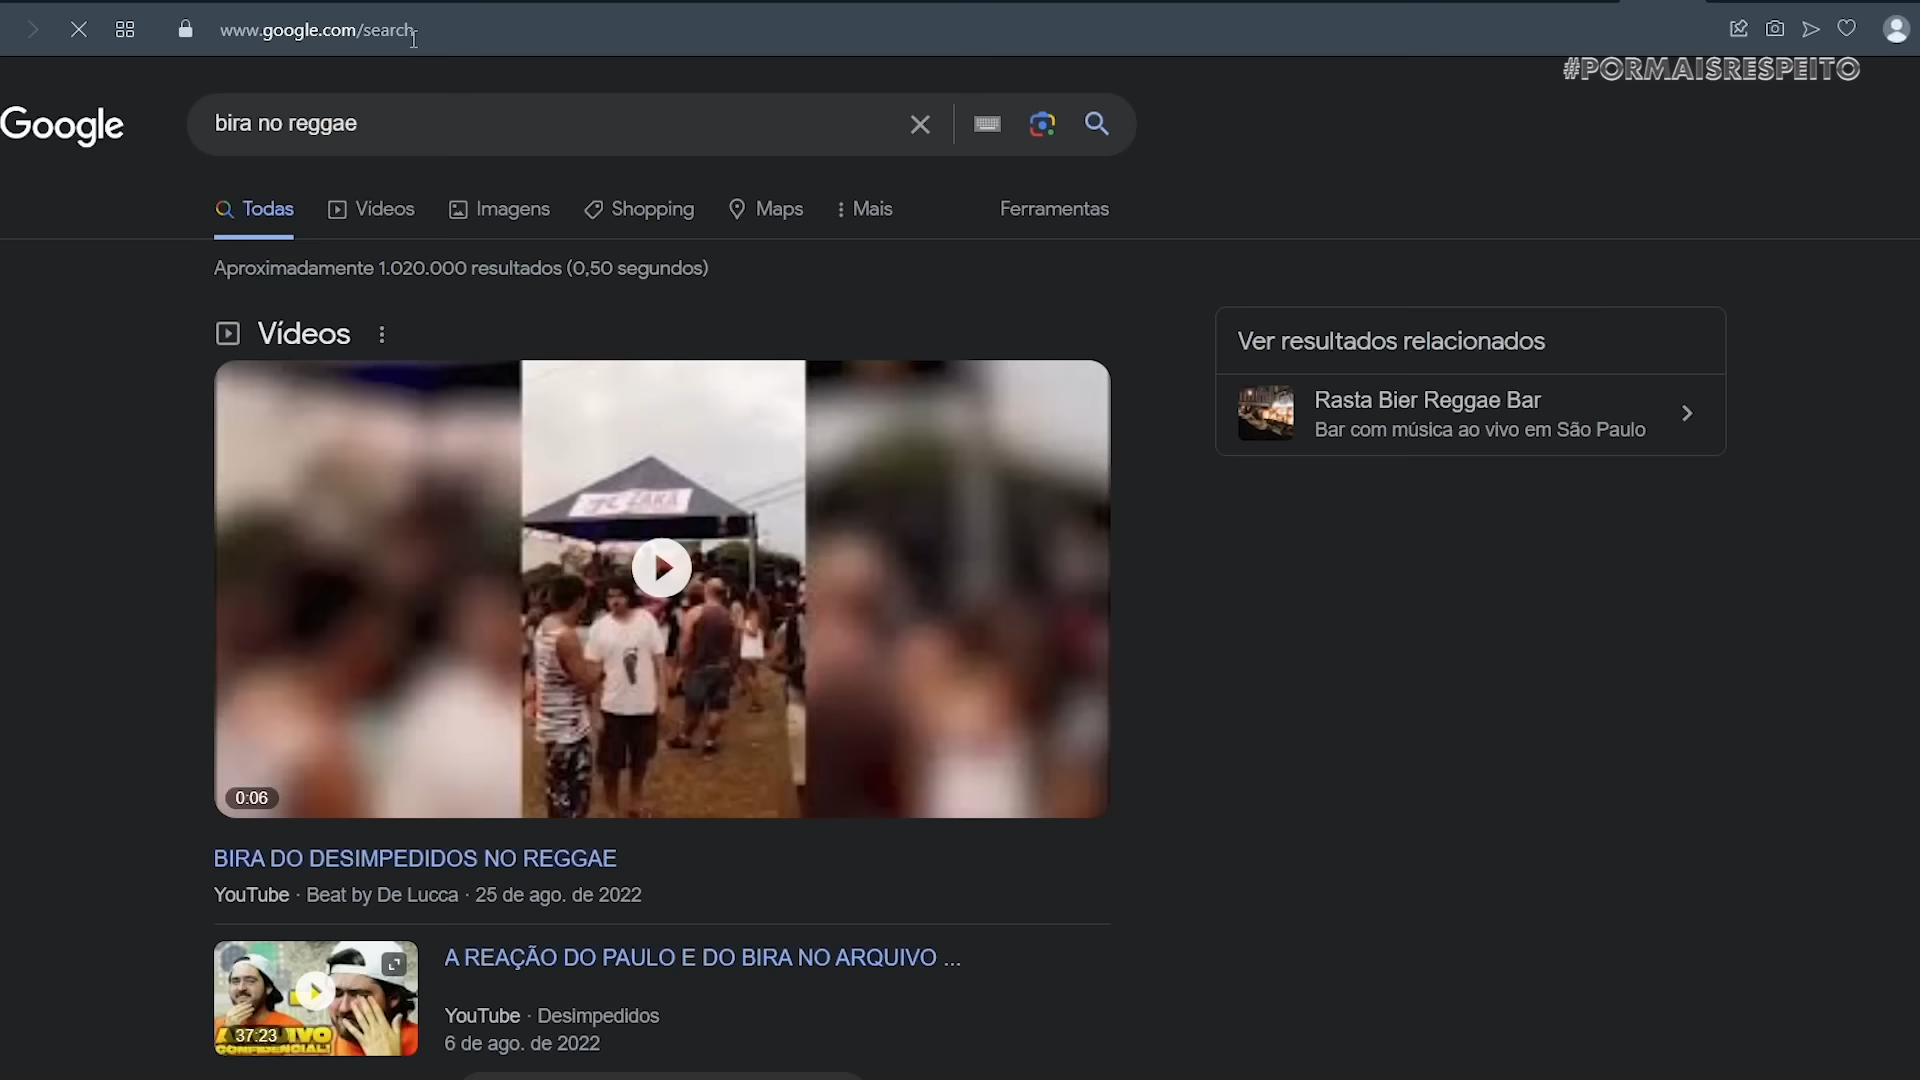 www.google.com/search
#PORMAISRESPEITO
Google
bira no reggae
Todas
Vídeos
Imagens
Shopping
Maps
Mais
Ferramentas
Aproximadamente 1.020.000 resultados (0,50 segundos)
Vídeos
0:06
BIRA DO DESIMPEDIDOS NO REGGAE
YouTube · Beat by De Lucca · 25 de ago. de 2022
37:23
CONFIDENCIAL!
A REAÇÃO DO PAULO E DO BIRA NO ARQUIVO ...
YouTube · Desimpedidos
6 de ago. de 2022
Ver resultados relacionados
Rasta Bier Reggae Bar
Bar com música ao vivo em São Paulo